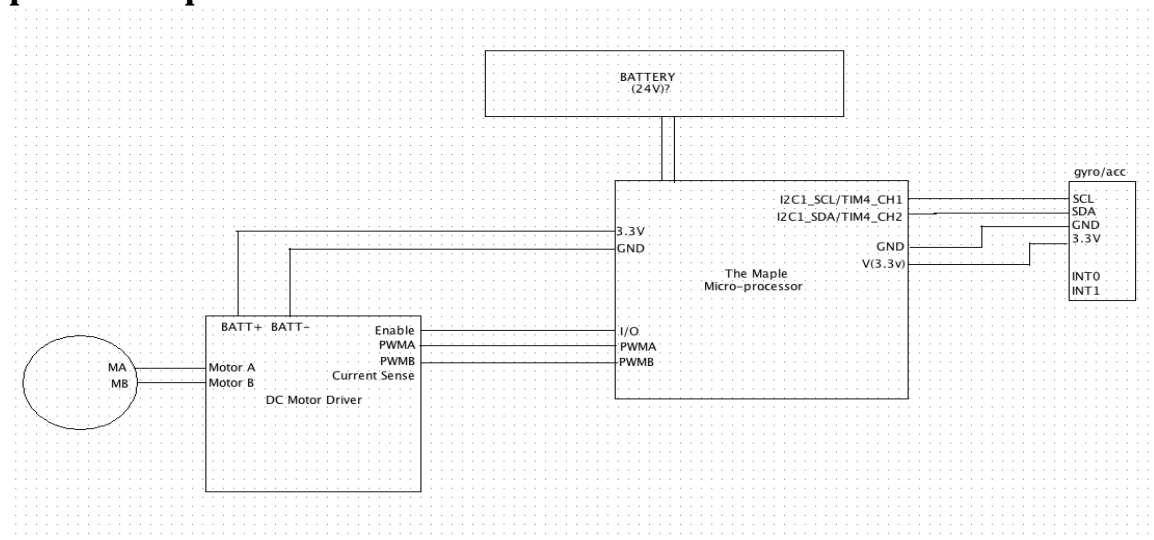 BATTERY
(24V)?
gyro/acc
I2C1_SCL/TIM4_CH1
I2C1_SDA/TIM4_CH2
SCL
SDA
GND
3.3V
INT0
INT1
3.3V
GND
GND
V(3.3v)
The Maple
Micro-processor
I/O
PWMA
PWMB
BATT+ BATT-
Enable
PWMA
PWMB
Current Sense
MA
MB
Motor A
Motor B
DC Motor Driver